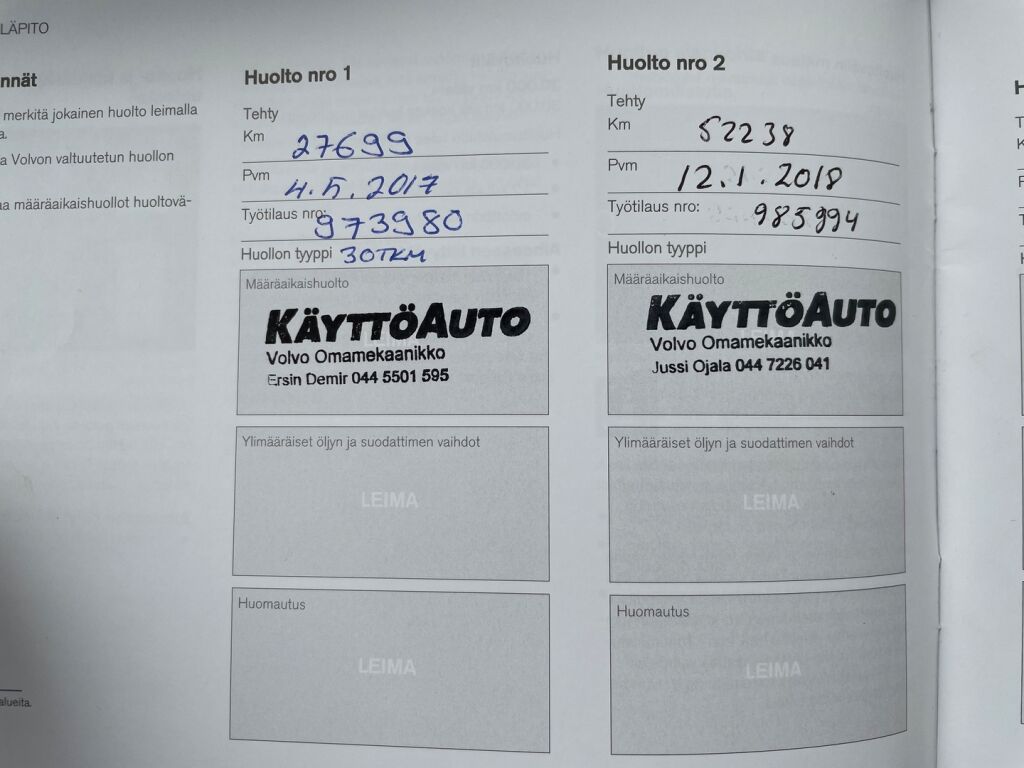 LÄPITO
nnät
merkitä jokainen huolto leimalla
a.
a Volvon valtuutetun huollon
aa määräaikaishuollot huoltovä-
alueita.
Huolto nro 1
Tehty
Km 27699
Pvm 4.5.2017
Työtilaus nro: 973980
Huollon tyyppi 30TKM
Määräaikaishuolto
KÄYTTÖAUTO
Volvo Omamekaanikko
Ersin Demir 044 5501 595
Ylimääräiset öljyn ja suodattimen vaihdot
LEIMA
Huomautus
LEIMA
Huolto nro 2
Tehty
Km 52238
Pvm 12.1.2018
Työtilaus nro: 985994
Huollon tyyppi
Määräaikaishuolto
KÄYTTÖAUTO
Volvo Omamekaanikko
Jussi Ojala 044 7226 041
Ylimääräiset öljyn ja suodattimen vaihdot
LEIMA
Huomautus
LEIMA